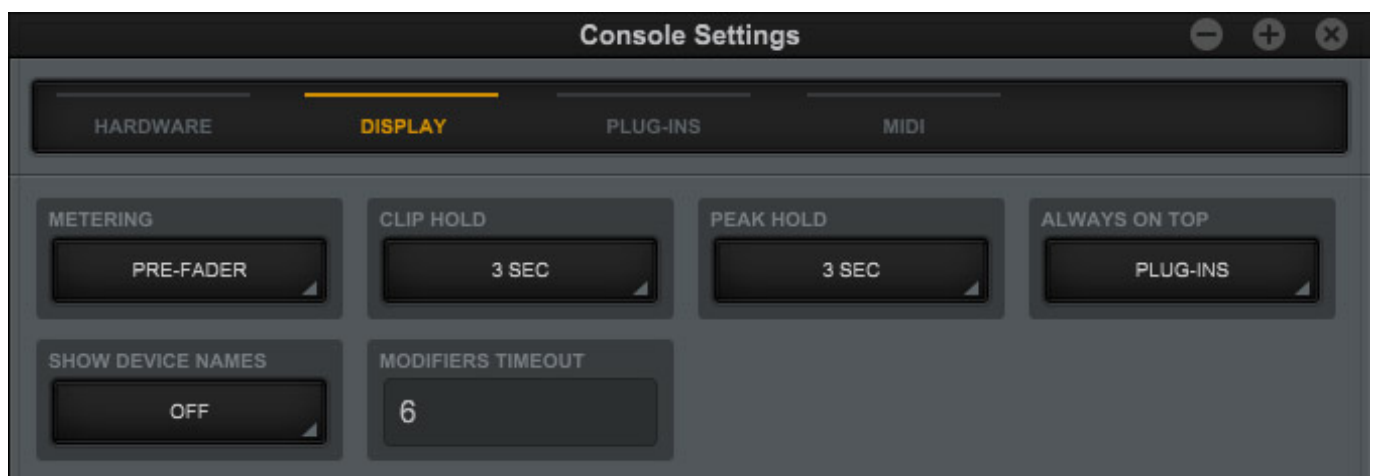 Console Settings
HARDWARE DISPLAY PLUG-INS MIDI
METERING CLIP HOLD PEAK HOLD ALWAYS ON TOP
PRE-FADER 3 SEC 3 SEC PLUG-INS
SHOW DEVICE NAMES MODIFIERS TIMEOUT
OFF 6